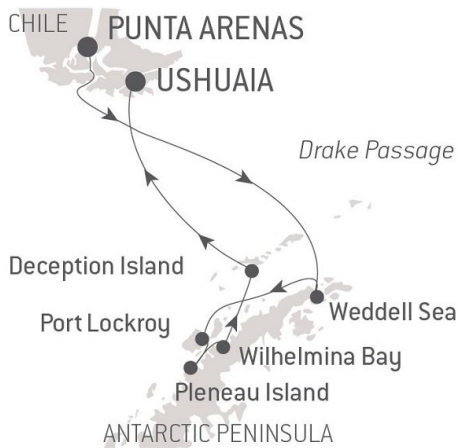 CHILE
PUNTA ARENAS
USHUAIA
Drake Passage
Deception Island
Weddell Sea
Port Lockroy
Wilhelmina Bay
Pleneau Island
ANTARCTIC PENINSULA